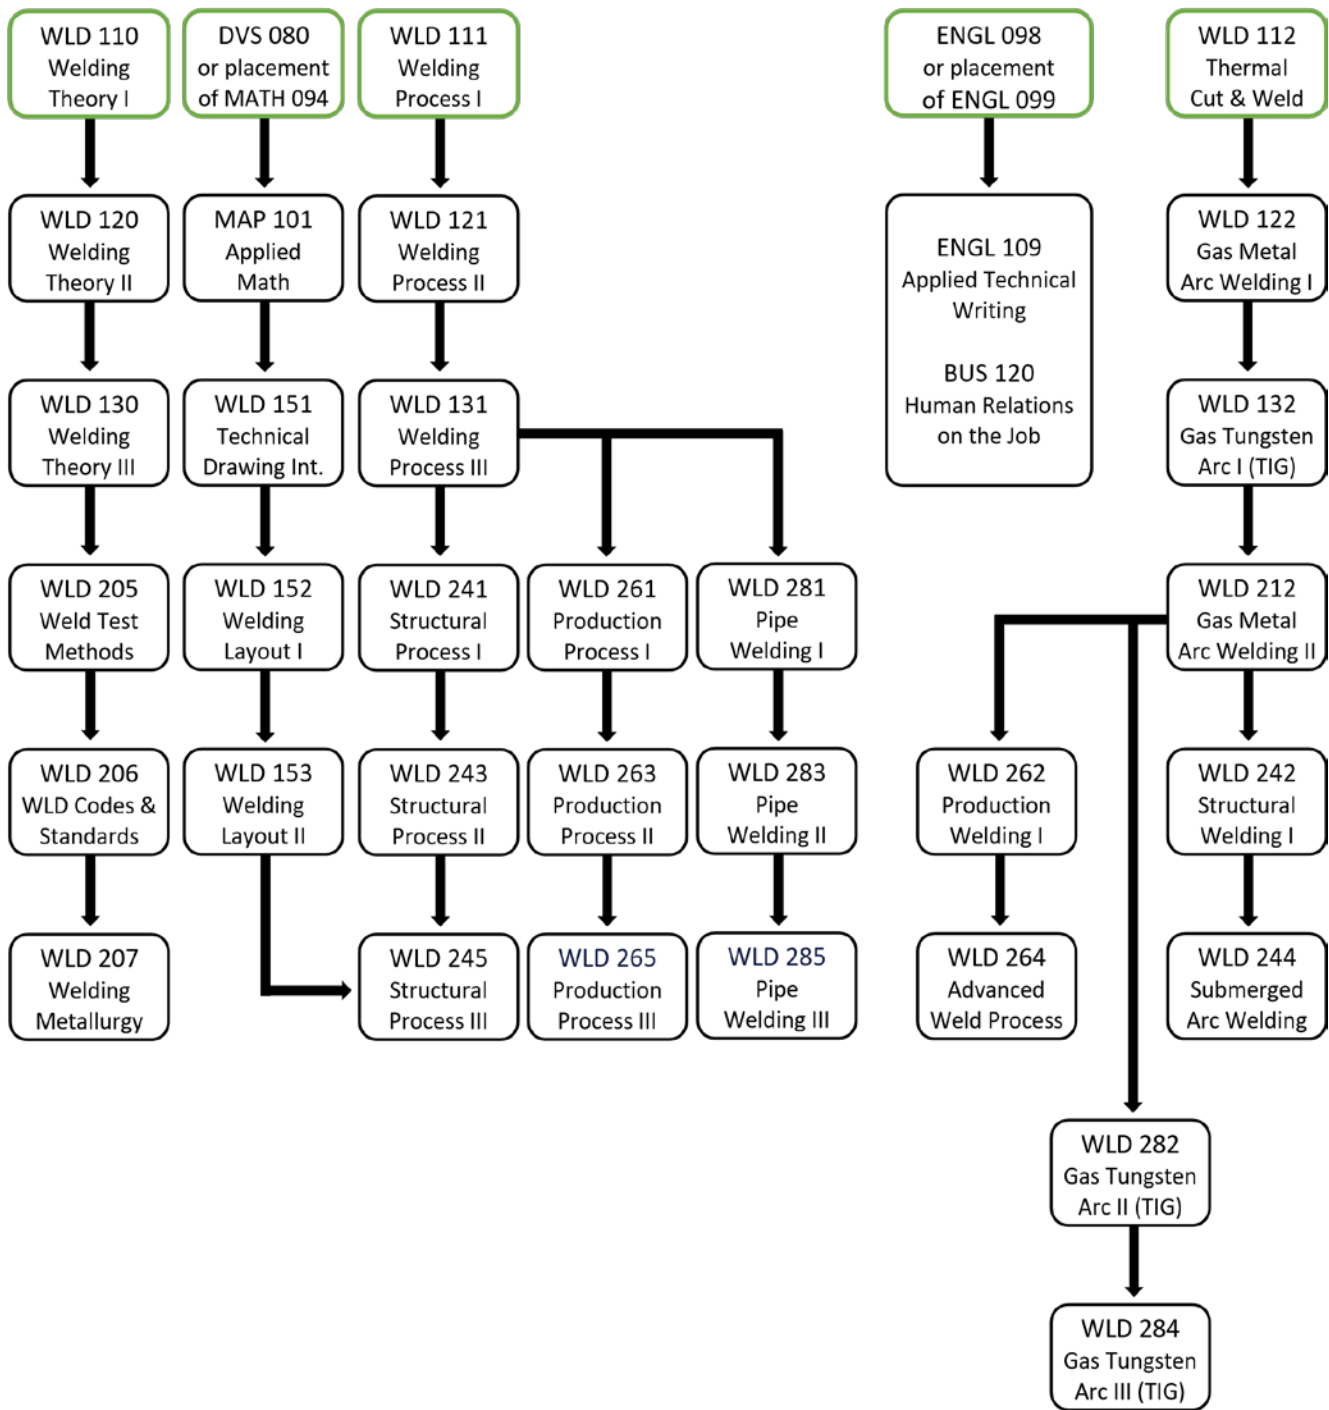 WLD 110
Welding
Theory I
DVS 080
or placement
of MATH 094
WLD 111
Welding
Process I
ENGL 098
or placement
of ENGL 099
WLD 112
Thermal
Cut & Weld
WLD 120
Welding
Theory II
MAP 101
Applied
Math
WLD 121
Welding
Process II
ENGL 109
Applied Technical
Writing
BUS 120
Human Relations
on the Job
WLD 122
Gas Metal
Arc Welding I
WLD 130
Welding
Theory III
WLD 151
Technical
Drawing Int.
WLD 131
Welding
Process III
WLD 132
Gas Tungsten
Arc I (TIG)
WLD 205
Weld Test
Methods
WLD 152
Welding
Layout I
WLD 241
Structural
Process I
WLD 261
Production
Process I
WLD 281
Pipe
Welding I
WLD 212
Gas Metal
Arc Welding II
WLD 206
WLD Codes &
Standards
WLD 153
Welding
Layout II
WLD 243
Structural
Process II
WLD 263
Production
Process II
WLD 283
Pipe
Welding II
WLD 262
Production
Welding I
WLD 242
Structural
Welding I
WLD 207
Welding
Metallurgy
WLD 245
Structural
Process III
WLD 265
Production
Process III
WLD 285
Pipe
Welding III
WLD 264
Advanced
Weld Process
WLD 244
Submerged
Arc Welding
WLD 282
Gas Tungsten
Arc II (TIG)
WLD 284
Gas Tungsten
Arc III (TIG)